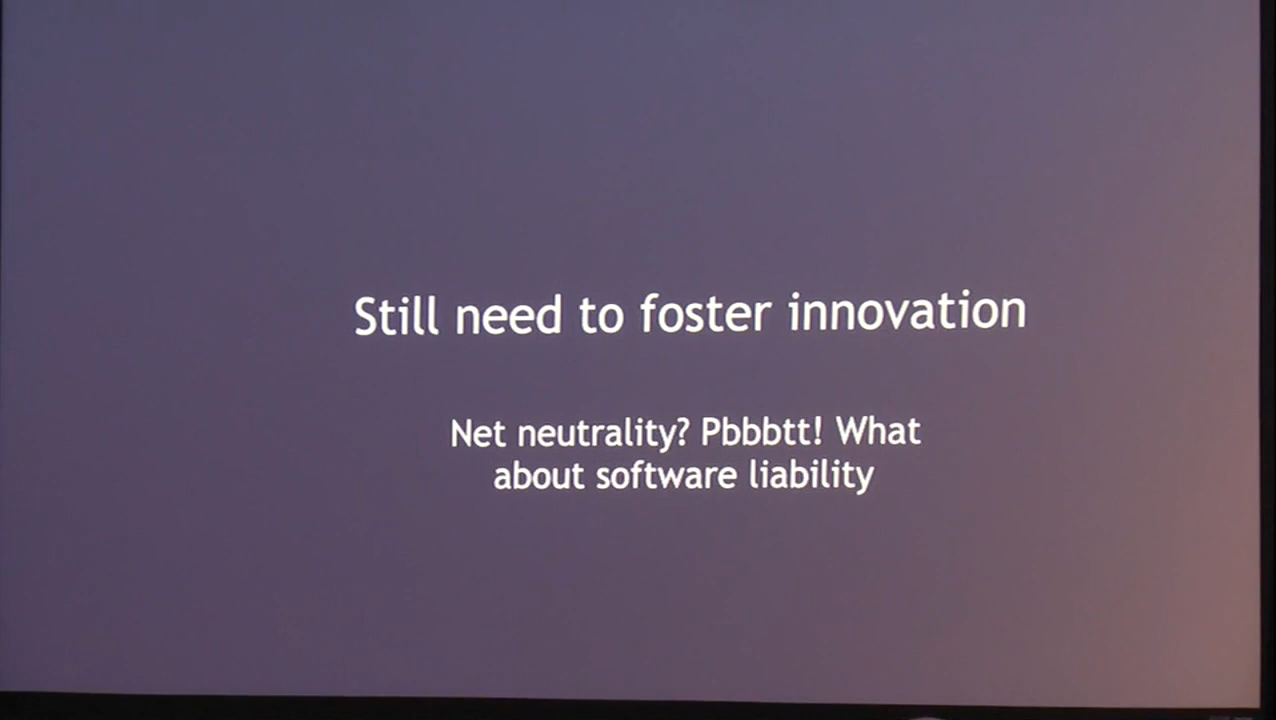 Still need to foster innovation
Net neutrality? Pbbbtt! What
about software liability